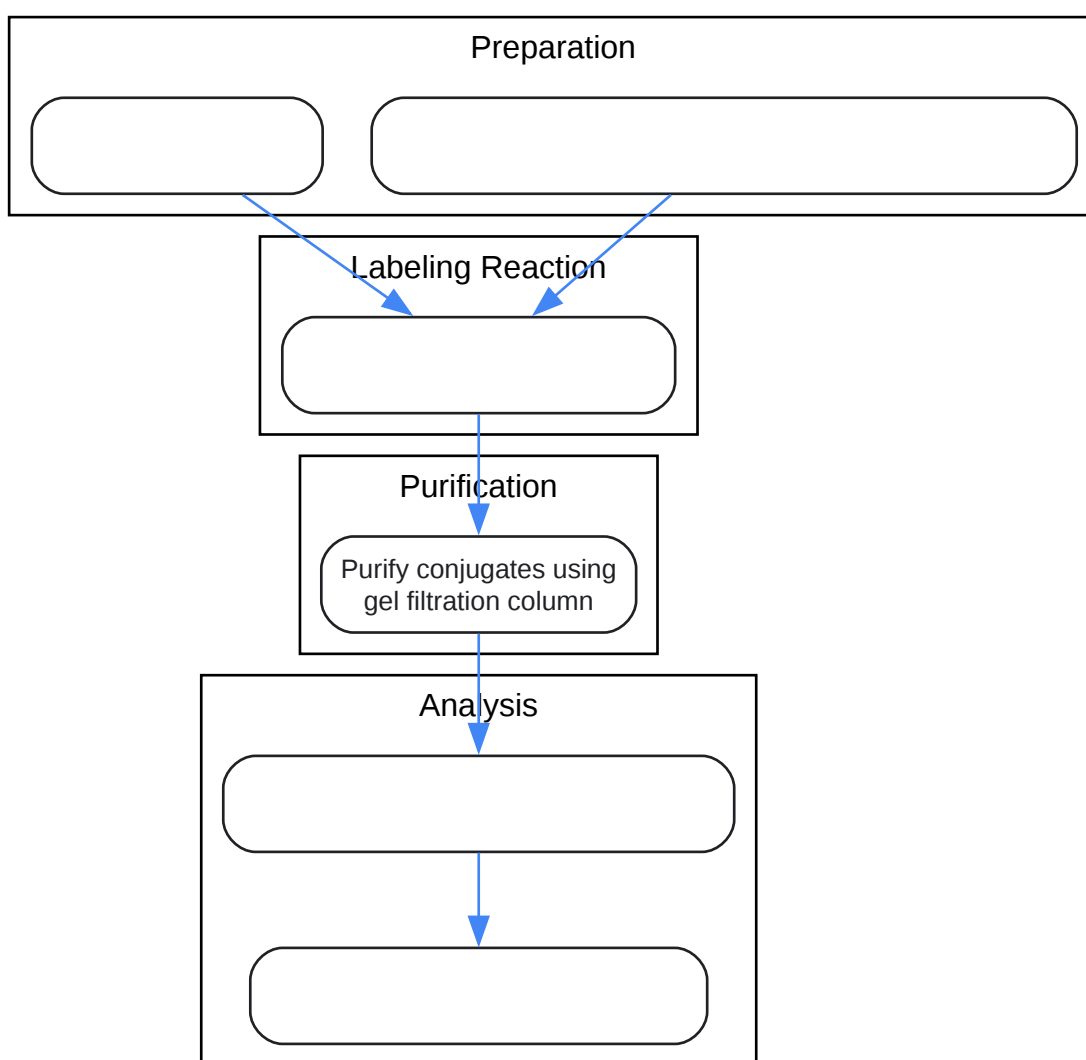 Preparation
Labeling Reaction
Purification
Purify conjugates using
gel filtration column
Analysis